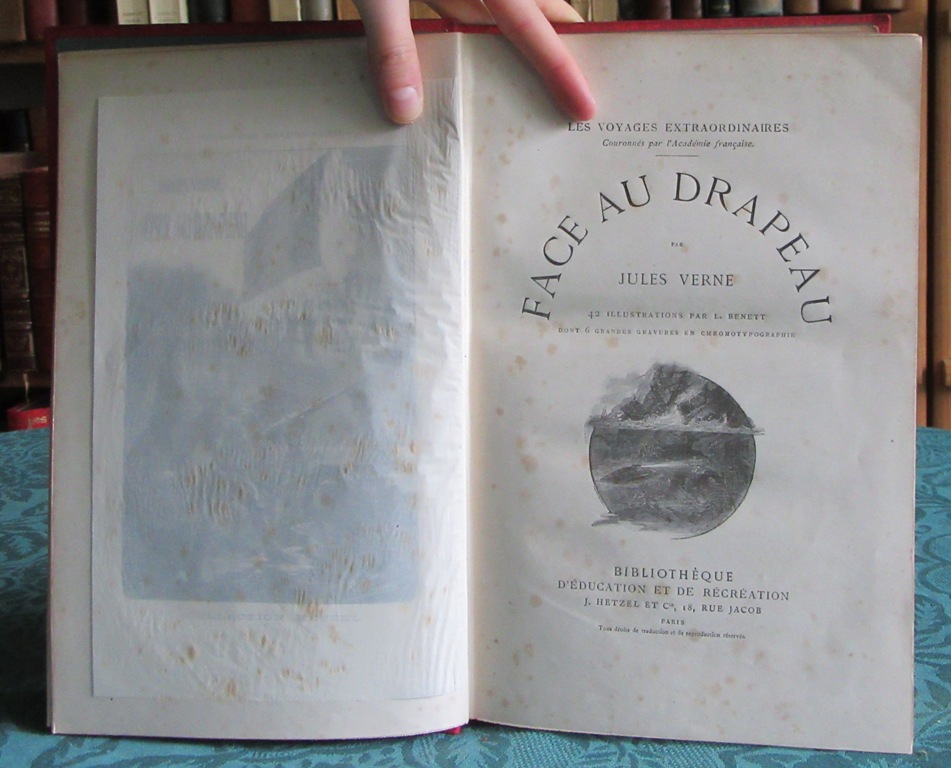 LES VOYAGES EXTRAORDINAIRES
Couronnés par l'Académie française.
FACE AU DRAPEAU
PAR
JULES VERNE
42 ILLUSTRATIONS PAR L. BENETT
DONT 6 GRANDES GRAVURES EN CHROMOTYPOGRAPHIE
BIBLIOTHÈQUE
D'ÉDUCATION ET DE RÉCRÉATION
J. HETZEL ET Cie, 18, RUE JACOB
PARIS
Tous droits de traduction et de reproduction réservés.